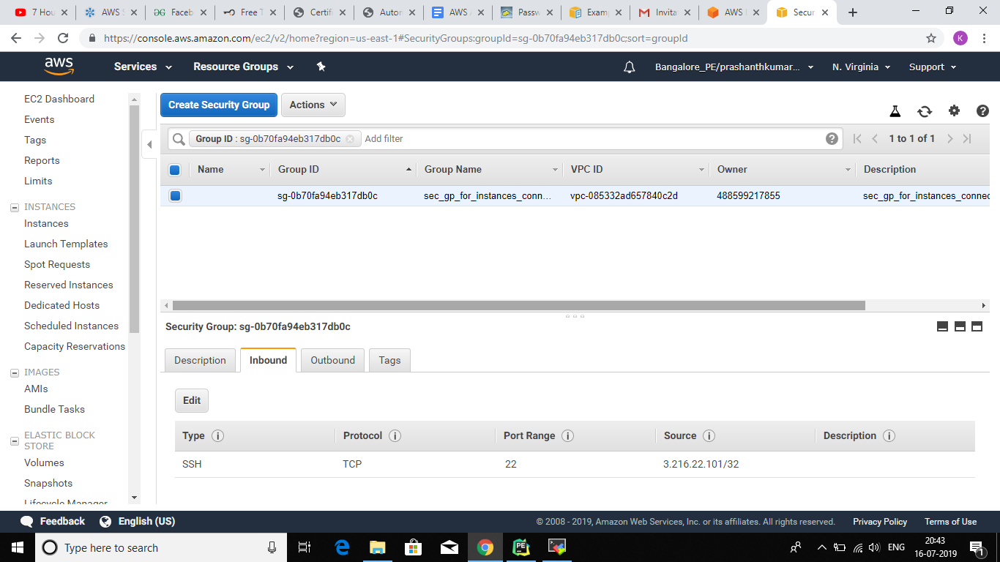 7 Hou
AWS S
Faceb
Free T
Certifi
Auton
AWS A
Passw
Examp
Invita
AWS
Secur
https://console.aws.amazon.com/ec2/v2/home?region=us-east-1#SecurityGroups:groupId=sg-0b70fa94eb317db0c;sort=groupId
K
aws
Services
Resource Groups
Bangalore_PE/prashanthkumar...
N. Virginia
Support
EC2 Dashboard
Events
Tags
Reports
Limits
INSTANCES
Instances
Launch Templates
Spot Requests
Reserved Instances
Dedicated Hosts
Scheduled Instances
Capacity Reservations
IMAGES
AMIs
Bundle Tasks
ELASTIC BLOCK
STORE
Volumes
Snapshots
Lifecycle Manager
Create Security Group
Actions
Group ID : sg-0b70fa94eb317db0c
Add filter
1 to 1 of 1
Name
Group ID
Group Name
VPC ID
Owner
Description
sg-0b70fa94eb317db0c
sec_gp_for_instances_conn...
vpc-085332ad657840c2d
488599217855
sec_gp_for_instances_connec
Security Group: sg-0b70fa94eb317db0c
Description
Inbound
Outbound
Tags
Edit
Type
Protocol
Port Range
Source
Description
SSH
TCP
22
3.216.22.101/32
Feedback
English (US)
© 2008 - 2019, Amazon Web Services, Inc. or its affiliates. All rights reserved.
Privacy Policy
Terms of Use
Type here to search
PE
ENG
20:43
16-07-2019
1